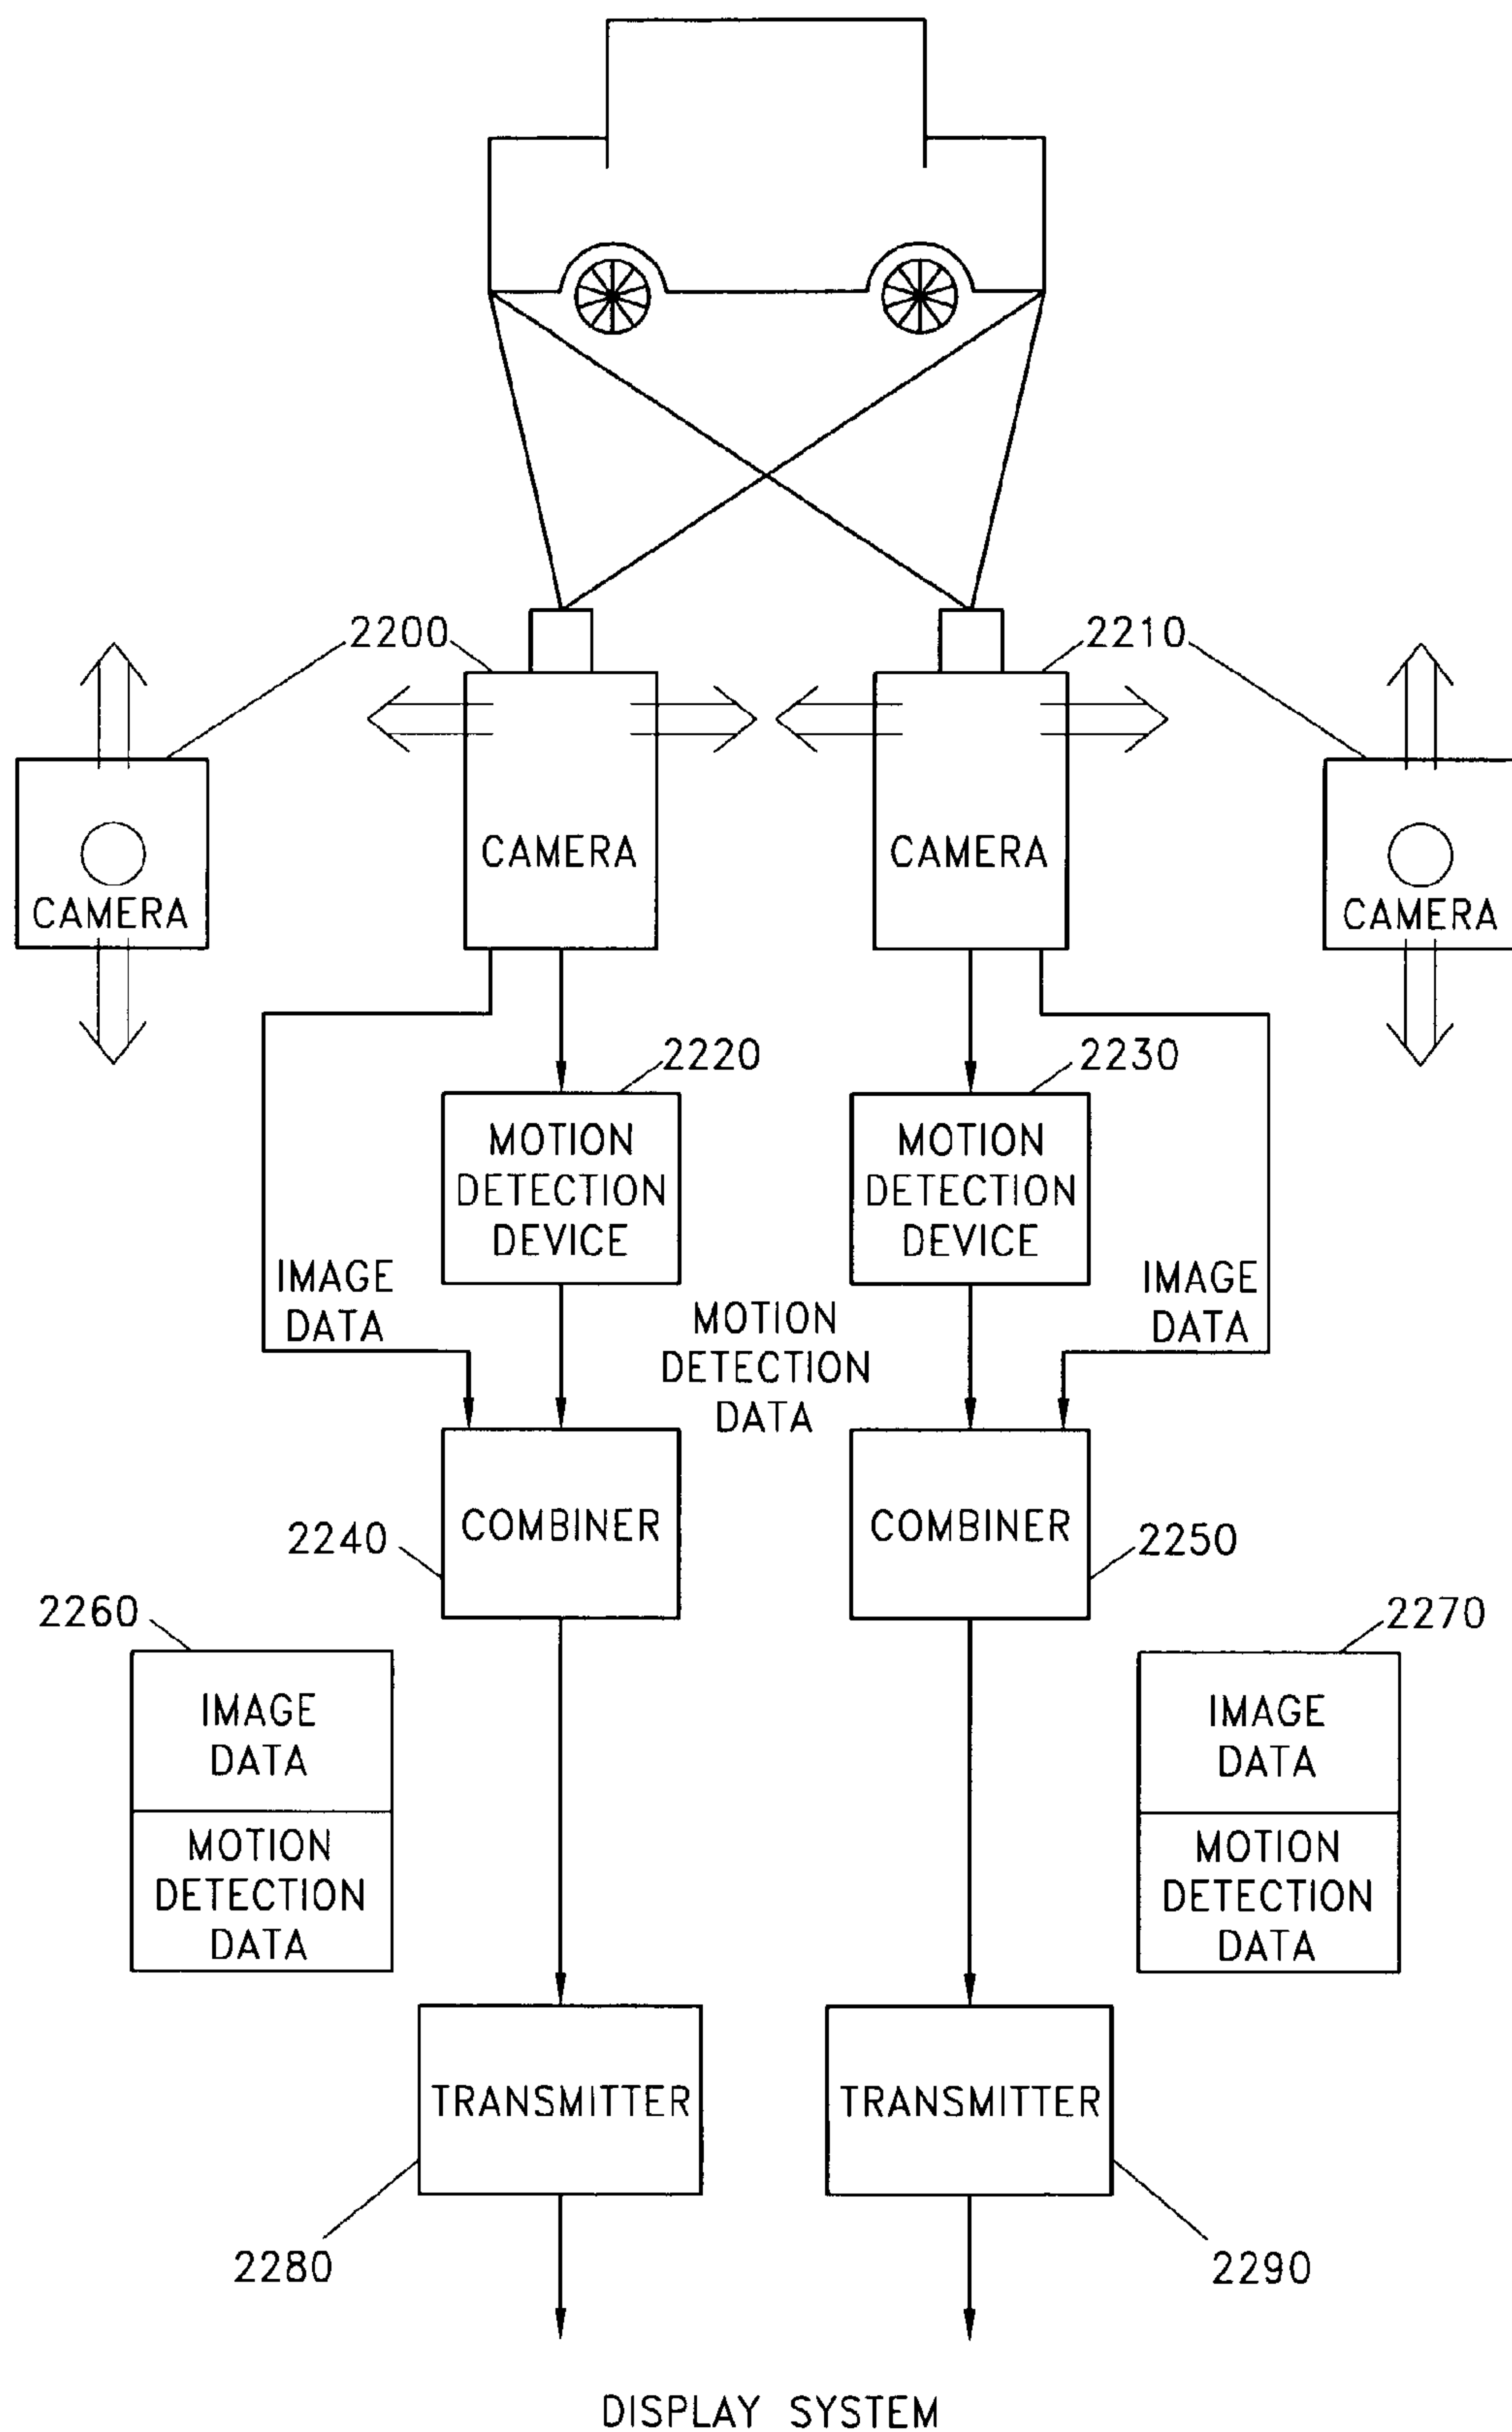 2200
2210
CAMERA
CAMERA
CAMERA
CAMERA
2220
2230
MOTION
DETECTION
DEVICE
MOTION
DETECTION
DEVICE
IMAGE
DATA
MOTION
DETECTION
DATA
IMAGE
DATA
2240
COMBINER
COMBINER
2250
2260
2270
IMAGE
DATA
MOTION
DETECTION
DATA
IMAGE
DATA
MOTION
DETECTION
DATA
TRANSMITTER
TRANSMITTER
2280
2290
DISPLAY SYSTEM